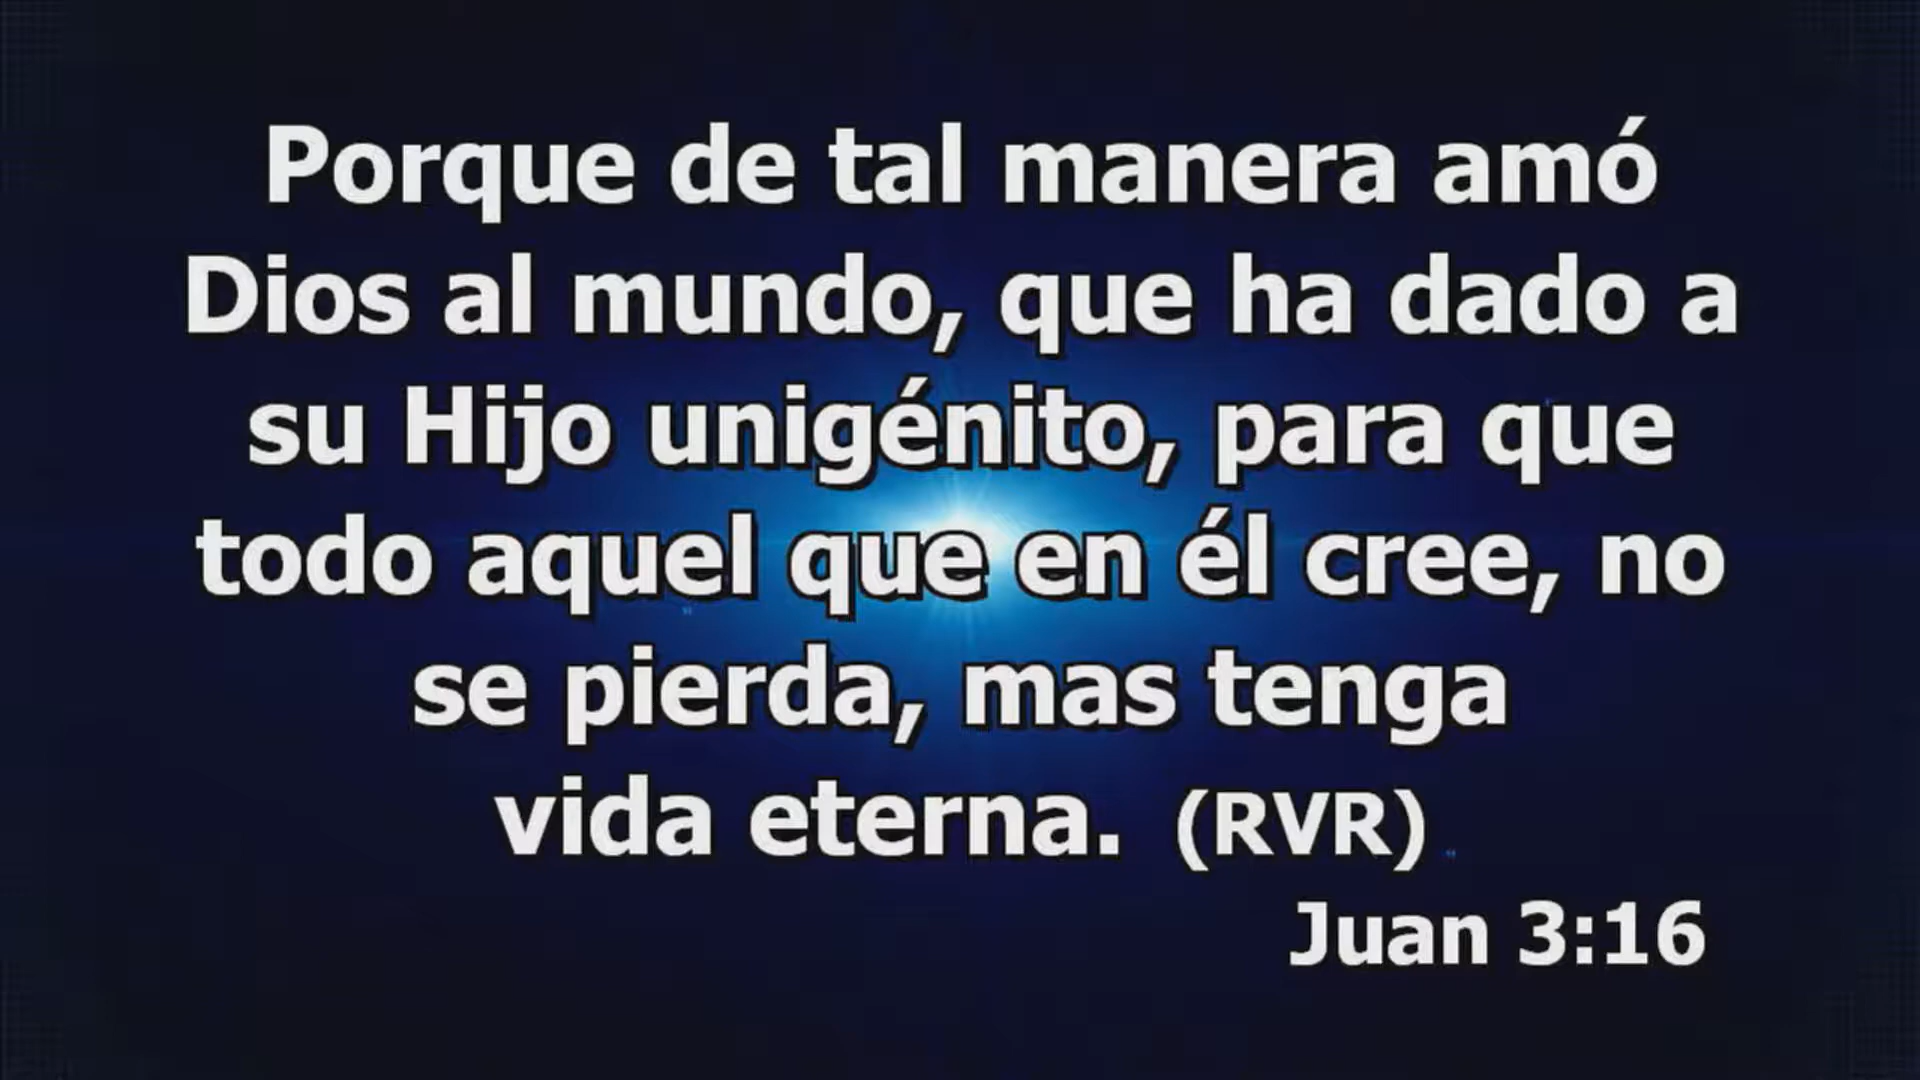 Porque de tal manera amó
Dios al mundo, que ha dado a
su Hijo unigénito, para que
todo aquel que en él cree, no
se pierda, mas tenga
vida eterna. (RVR)
Juan 3:16